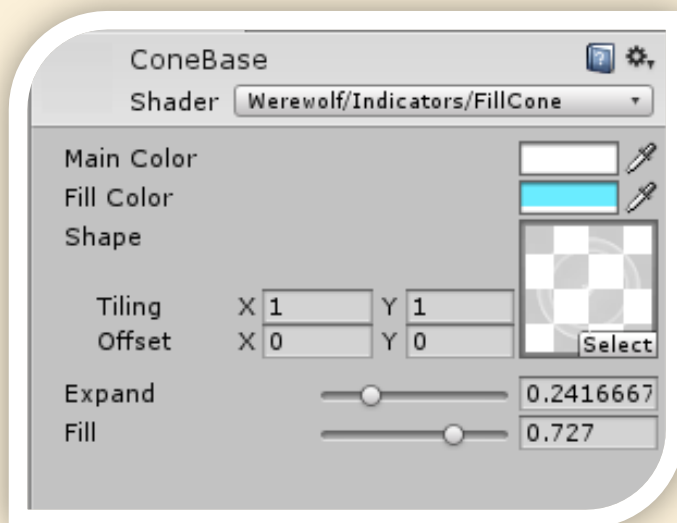 ConeBase
Shader Werewolf/Indicators/FillCone
Main Color
Fill Color
Shape
Tiling X 1 Y 1
Offset X 0 Y 0
Select
Expand 0.2416667
Fill 0.727